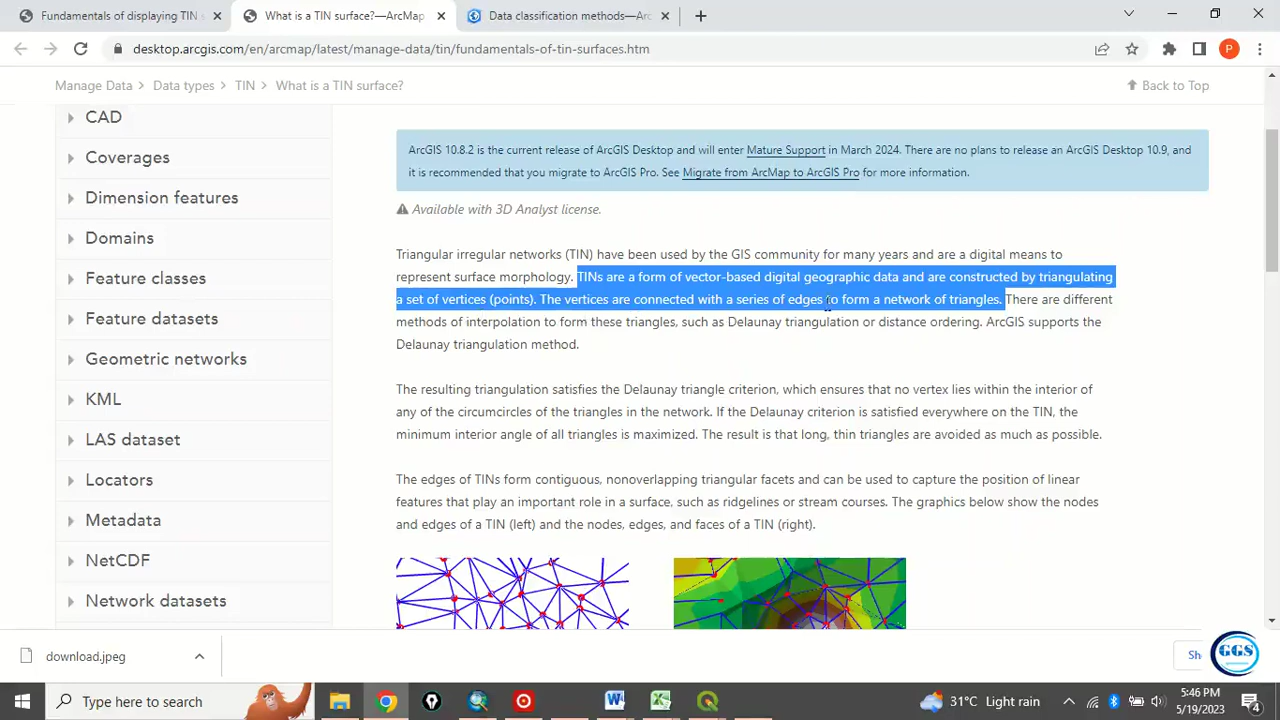 Fundamentals of displaying TIN s
What is a TIN surface?—ArcMap
Data classification methods—Arc
desktop.arcgis.com/en/arcmap/latest/manage-data/tin/fundamentals-of-tin-surfaces.htm
P
Manage Data > Data types > TIN > What is a TIN surface?
Back to Top
CAD
Coverages
Dimension features
Domains
Feature classes
Feature datasets
Geometric networks
KML
LAS dataset
Locators
Metadata
NetCDF
Network datasets
ArcGIS 10.8.2 is the current release of ArcGIS Desktop and will enter Mature Support in March 2024. There are no plans to release an ArcGIS Desktop 10.9, and
it is recommended that you migrate to ArcGIS Pro. See Migrate from ArcMap to ArcGIS Pro for more information.
Available with 3D Analyst license.
Triangular irregular networks (TIN) have been used by the GIS community for many years and are a digital means to
represent surface morphology. TINs are a form of vector-based digital geographic data and are constructed by triangulating
a set of vertices (points). The vertices are connected with a series of edges to form a network of triangles. There are different
methods of interpolation to form these triangles, such as Delaunay triangulation or distance ordering. ArcGIS supports the
Delaunay triangulation method.
The resulting triangulation satisfies the Delaunay triangle criterion, which ensures that no vertex lies within the interior of
any of the circumcircles of the triangles in the network. If the Delaunay criterion is satisfied everywhere on the TIN, the
minimum interior angle of all triangles is maximized. The result is that long, thin triangles are avoided as much as possible.
The edges of TINs form contiguous, nonoverlapping triangular facets and can be used to capture the position of linear
features that play an important role in a surface, such as ridgelines or stream courses. The graphics below show the nodes
and edges of a TIN (left) and the nodes, edges, and faces of a TIN (right).
download.jpeg
Sh
GGS
Type here to search
31°C Light rain
5:46 PM
5/19/2023
4